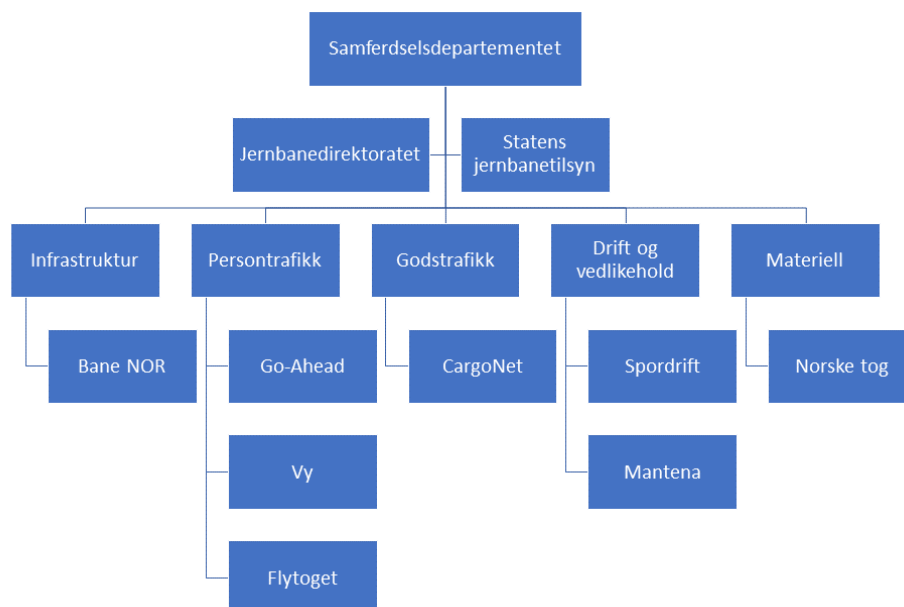 Samferdselsdepartementet
Jernbanedirektoratet
Statens
jernbanetilsyn
Infrastruktur
Persontrafikk
Godstrafikk
Drift og
vedlikehold
Materiell
Bane NOR
Go-Ahead
CargoNet
Spordrift
Norske tog
Vy
Mantena
Flytoget